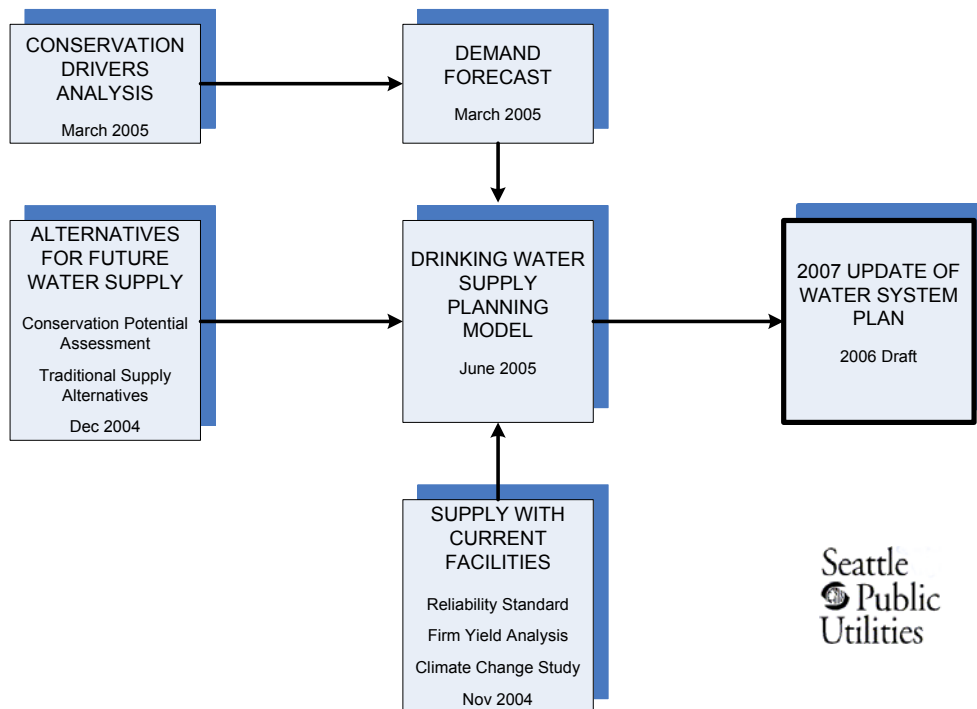 CONSERVATION
DRIVERS
ANALYSIS
March 2005
DEMAND
FORECAST
March 2005
ALTERNATIVES
FOR FUTURE
WATER SUPPLY
Conservation Potential
Assessment
Traditional Supply
Alternatives
Dec 2004
DRINKING WATER
SUPPLY
PLANNING
MODEL
June 2005
2007 UPDATE OF
WATER SYSTEM
PLAN
2006 Draft
SUPPLY WITH
CURRENT
FACILITIES
Reliability Standard
Firm Yield Analysis
Climate Change Study
Nov 2004
Seattle
Public
Utilities